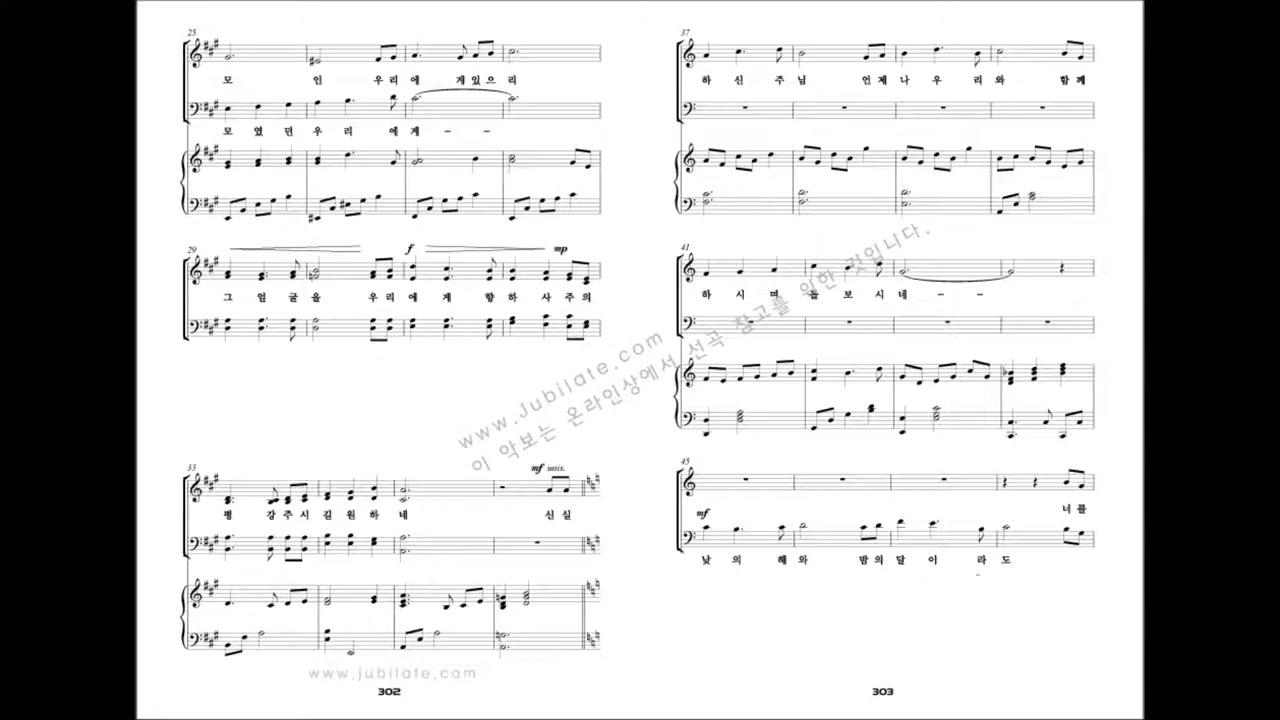 25
모 인 우 리 에 게 있 으 리
모 였 던 우 리 에 게 - -
29
f
mp
그 얼 굴 을 우 리 에 게 향 하 사 주 의
33
mf unis.
평 강 주 시 길 원 하 네 신 실
www.jubilate.com
302
37
하 신 주 님 언 제 나 우 리 와 함 께
41
하 시 며 돌 보 시 네 - -
45
너 를
mf
낮 의 해 와 밤 의 달 이 라 도
303
www.Jubilate.com
이 악보는 온라인상에서 선곡 참고를 위한 것입니다.